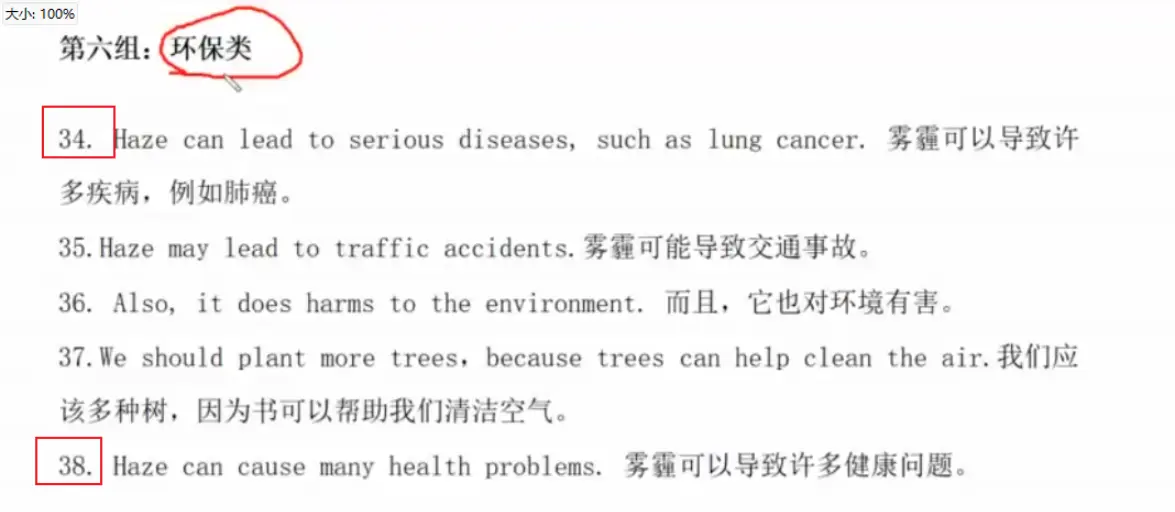 大小: 100%
第六组：环保类
34. Haze can lead to serious diseases, such as lung cancer. 雾霾可以导致许
多疾病，例如肺癌。
35.Haze may lead to traffic accidents.雾霾可能导致交通事故。
36. Also, it does harms to the environment. 而且，它也对环境有害。
37.We should plant more trees, because trees can help clean the air.我们应
该多种树，因为书可以帮助我们清洁空气。
38. Haze can cause many health problems. 雾霾可以导致许多健康问题。